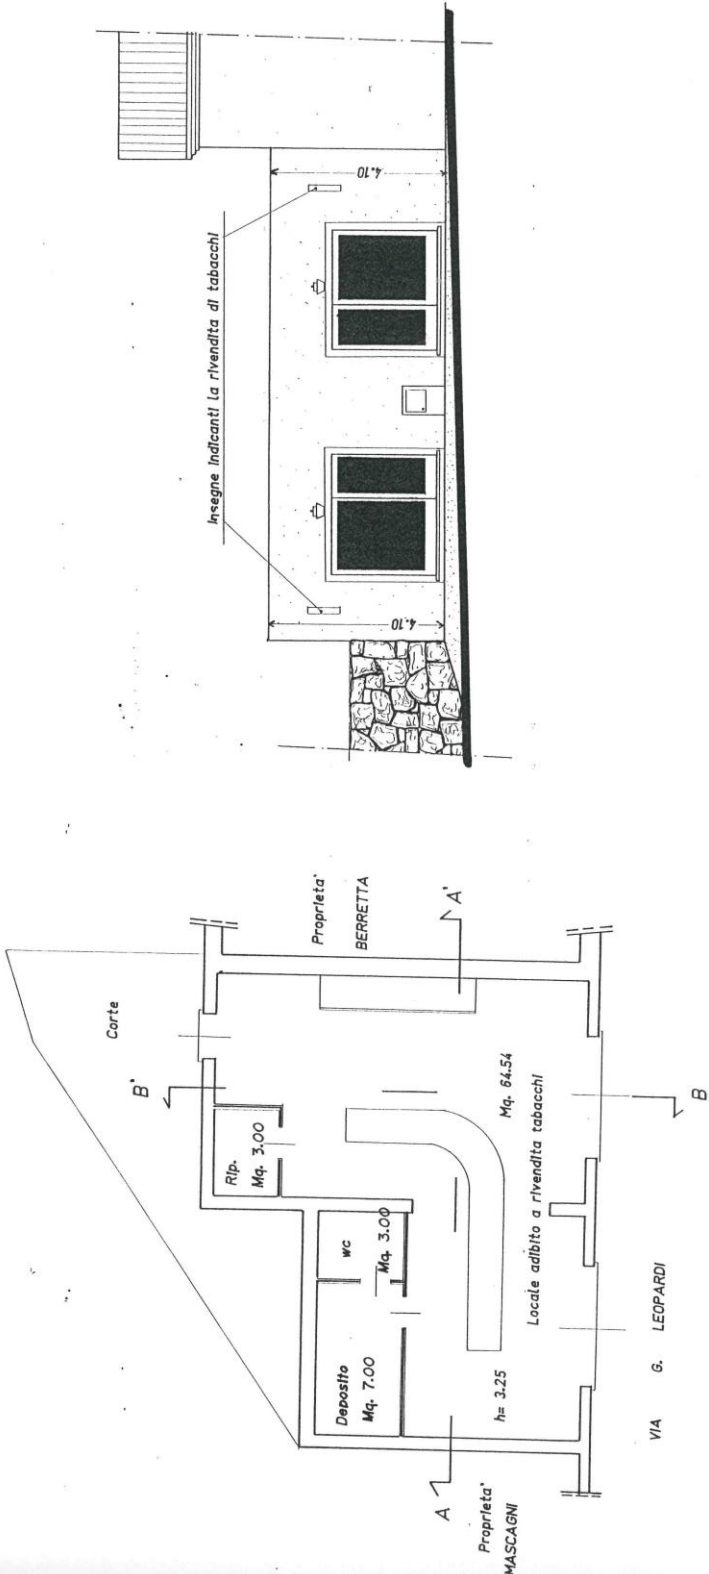 Insegne indicanti la rivendita di tabacchi
4.10
4.10
Corte
Proprieta'
BERRETTA
B'
A'
Rip.
Mq. 3.00
wc
Mq. 3.00
Deposito
Mq. 7.00
Mq. 64.54
Locale adibito a rivendita tabacchi
h= 3.25
A
B
Proprieta'
MASCAGNI
VIA G. LEOPARDI